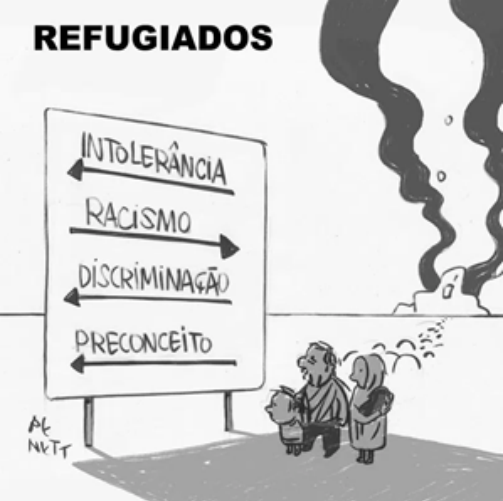 REFUGIADOS
INTOLERÂNCIA
RACISMO
DISCRIMINAÇÃO
PRECONCEITO